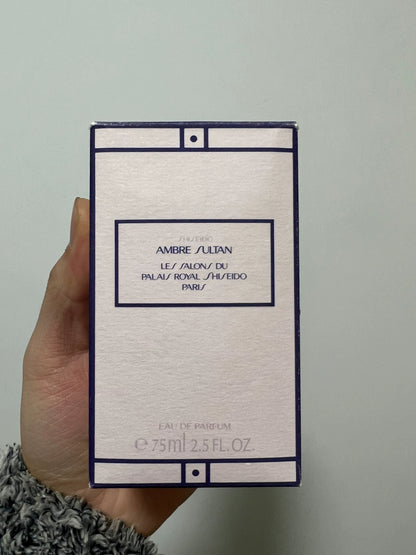 SHISEIDO
AMBRE SULTAN
LES SALONS DU
PALAIS ROYAL SHISEIDO
PARIS
EAU DE PARFUM
℮ 75ml 2.5 FL.OZ.